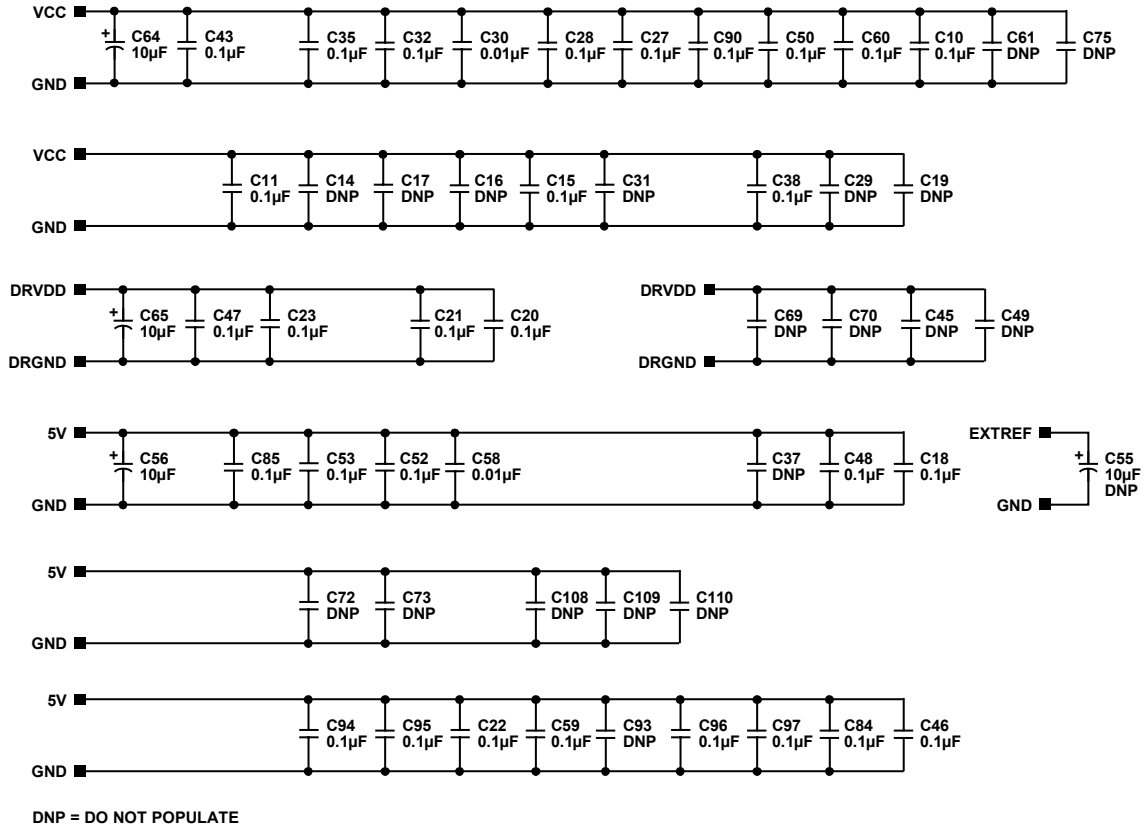 VCC
GND
+
C64
10µF
C43
0.1µF
C35
0.1µF
C32
0.1µF
C30
0.01µF
C28
0.1µF
C27
0.1µF
C90
0.1µF
C50
0.1µF
C60
0.1µF
C10
0.1µF
C61
DNP
C75
DNP
VCC
GND
C11
0.1µF
C14
DNP
C17
DNP
C16
DNP
C15
0.1µF
C31
DNP
C38
0.1µF
C29
DNP
C19
DNP
DRVDD
DRGND
+
C65
10µF
C47
0.1µF
C23
0.1µF
C21
0.1µF
C20
0.1µF
DRVDD
DRGND
C69
DNP
C70
DNP
C45
DNP
C49
DNP
5V
GND
+
C56
10µF
C85
0.1µF
C53
0.1µF
C52
0.1µF
C58
0.01µF
C37
DNP
C48
0.1µF
C18
0.1µF
EXTREF
GND
+
C55
10µF
DNP
5V
GND
C72
DNP
C73
DNP
C108
DNP
C109
DNP
C110
DNP
5V
GND
C94
0.1µF
C95
0.1µF
C22
0.1µF
C59
0.1µF
C93
DNP
C96
0.1µF
C97
0.1µF
C84
0.1µF
C46
0.1µF
DNP = DO NOT POPULATE